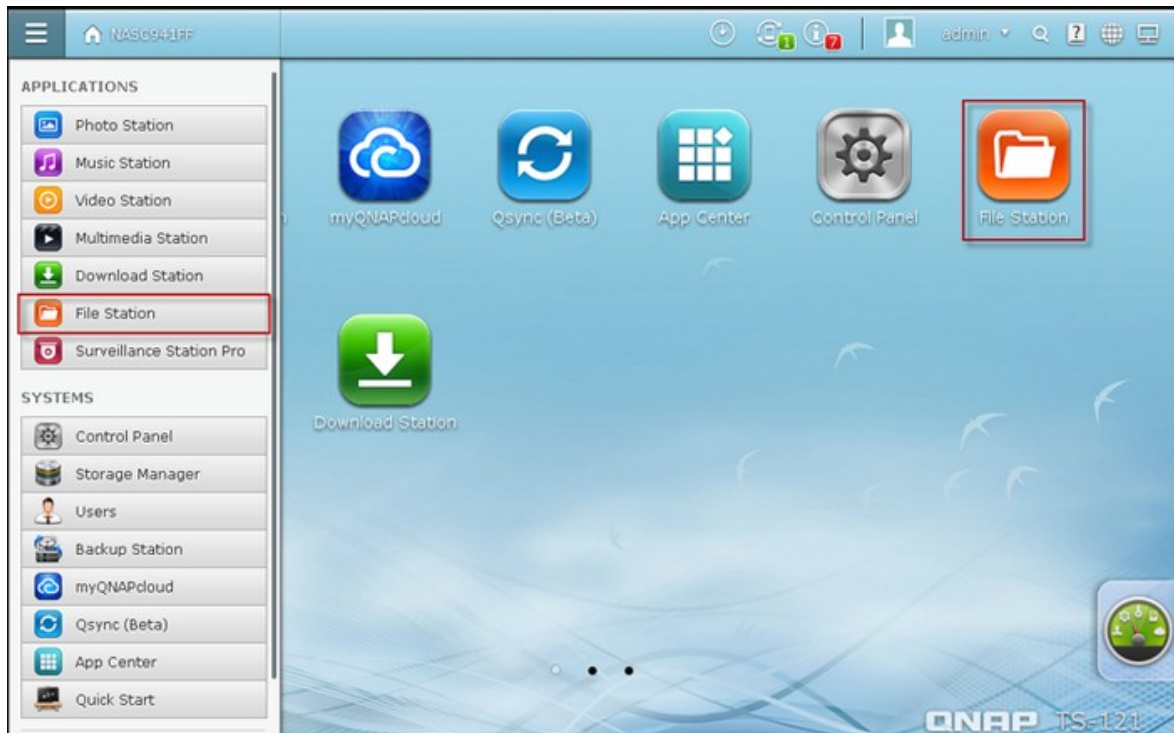 NASC941FF
1
7
admin
?
APPLICATIONS
Photo Station
Music Station
Video Station
Multimedia Station
Download Station
File Station
Surveillance Station Pro
SYSTEMS
Control Panel
Storage Manager
Users
Backup Station
myQNAPcloud
Qsync (Beta)
App Center
Quick Start
myQNAPcloud
Qsync (Beta)
App Center
Control Panel
File Station
Download Station
QNAP TS-121